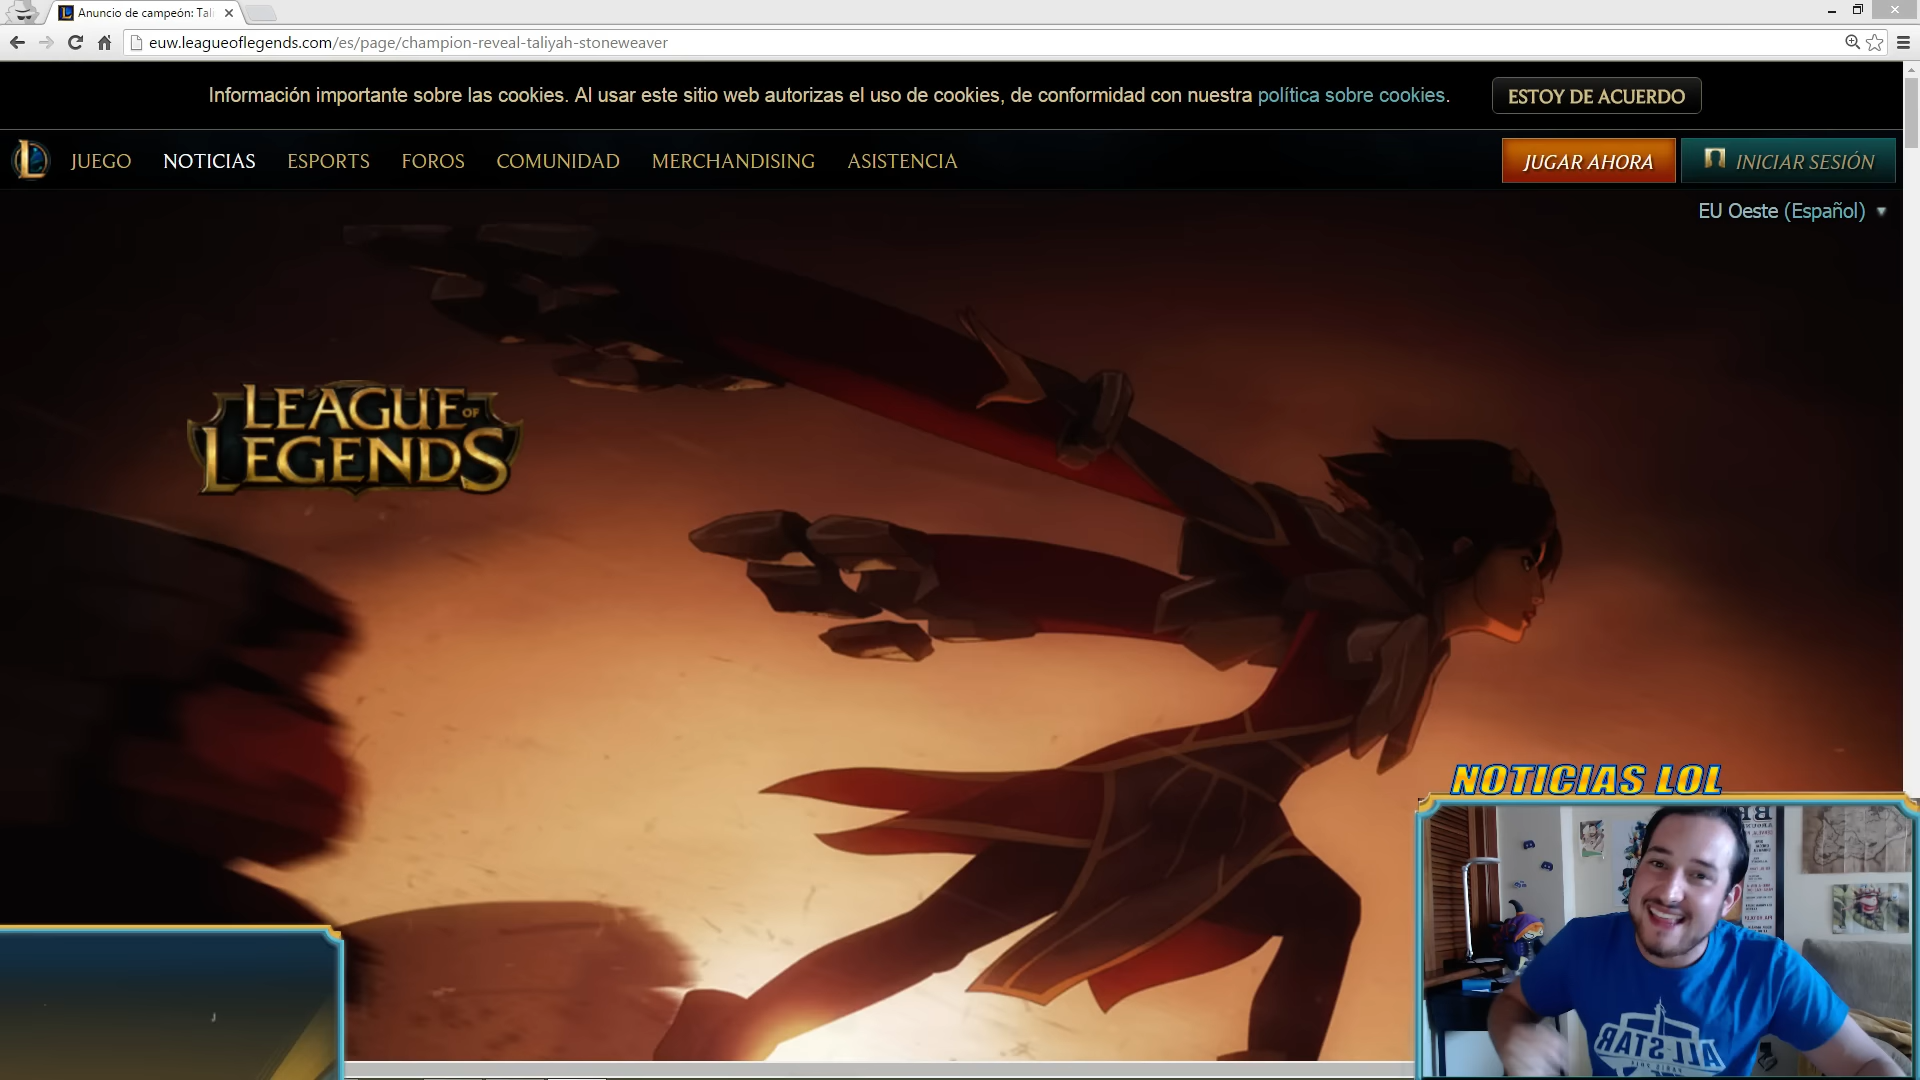 Anuncio de campeón: Tali
euw.leagueoflegends.com/es/page/champion-reveal-taliyah-stoneweaver
Información importante sobre las cookies. Al usar este sitio web autorizas el uso de cookies, de conformidad con nuestra política sobre cookies.
ESTOY DE ACUERDO
JUEGO NOTICIAS ESPORTS FOROS COMUNIDAD MERCHANDISING ASISTENCIA
JUGAR AHORA
INICIAR SESIÓN
EU Oeste (Español)
LEAGUE OF
LEGENDS
NOTICIAS LOL
ALL STAR